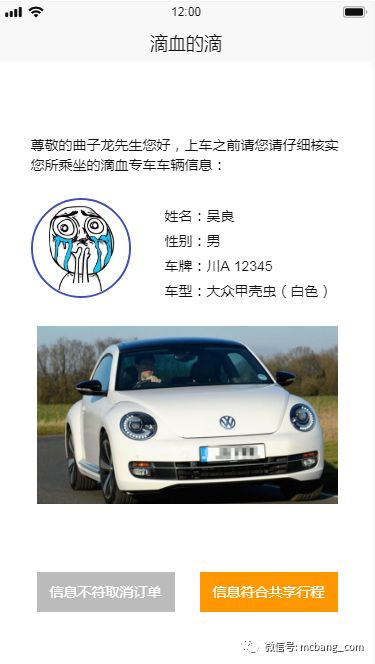 12:00
滴血的滴
尊敬的曲子龙先生您好，上车之前请您请仔细核实
您所乘坐的滴血专车车辆信息：
姓名：吴良
性别：男
车牌：川A 12345
车型：大众甲壳虫（白色）
信息不符取消订单
信息符合共享行程
微信号: mcbang_com